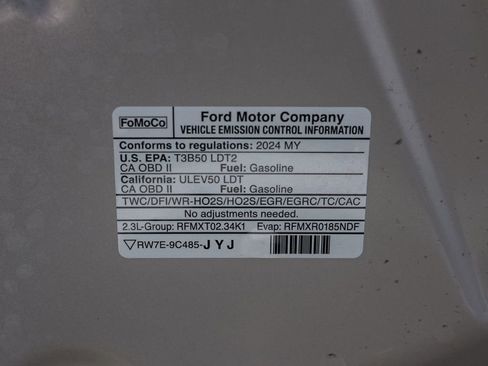 FoMoCo
Ford Motor Company
VEHICLE EMISSION CONTROL INFORMATION
Conforms to regulations: 2024 MY
U.S. EPA: T3B50 LDT2
CA OBD II Fuel: Gasoline
California: ULEV50 LDT
CA OBD II Fuel: Gasoline
TWC/DFI/WR-HO2S/HO2S/EGR/EGRC/TC/CAC
No adjustments needed.
2.3L-Group: RFMXT02.34K1 Evap: RFMXR0185NDF
RW7E-9C485-JYJ